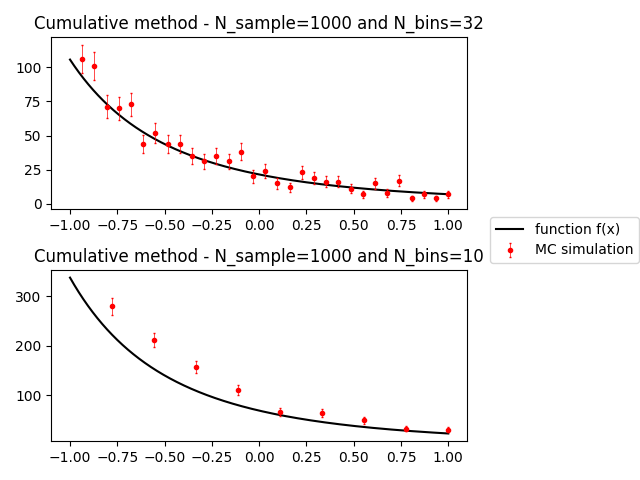 Cumulative method - N_sample=1000 and N_bins=32
100
75
50
25
0
−1.00 −0.75 −0.50 −0.25 0.00 0.25 0.50 0.75 1.00
function f(x)
MC simulation
Cumulative method - N_sample=1000 and N_bins=10
300
200
100
−1.00 −0.75 −0.50 −0.25 0.00 0.25 0.50 0.75 1.00